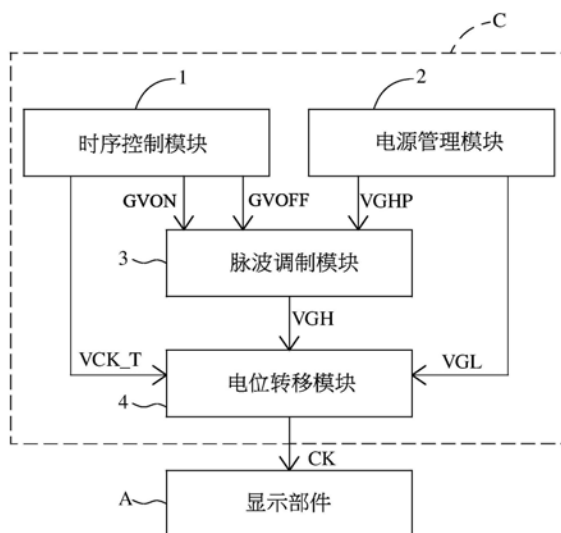 C
1
2
时序控制模块
电源管理模块
GVON
GVOFF
VGHP
3
脉波调制模块
VGH
VCK_T
VGL
电位转移模块
4
CK
A
显示部件